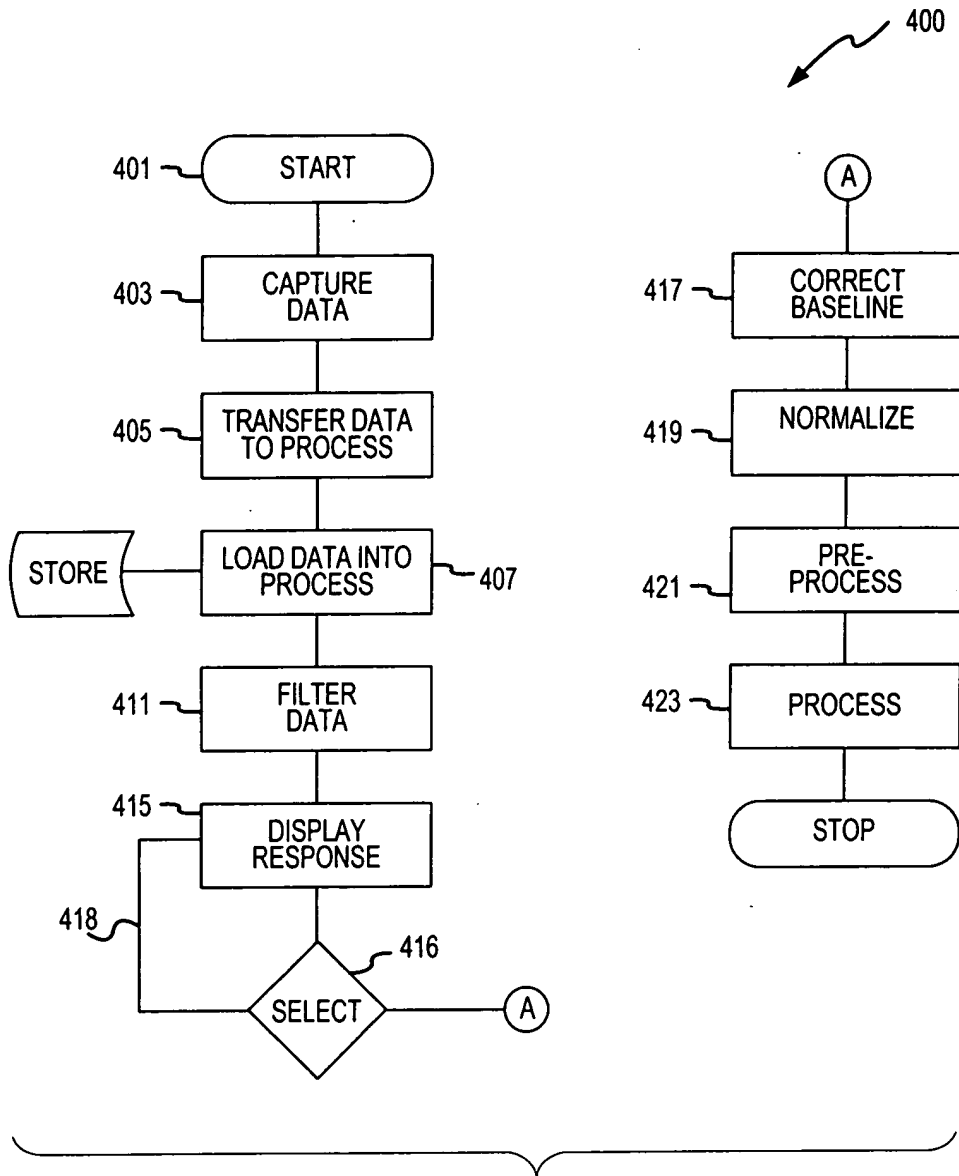 400
401
START
403
CAPTURE
DATA
405
TRANSFER DATA
TO PROCESS
STORE
LOAD DATA INTO
PROCESS
407
411
FILTER
DATA
415
DISPLAY
RESPONSE
418
416
SELECT
A
A
417
CORRECT
BASELINE
419
NORMALIZE
421
PRE-
PROCESS
423
PROCESS
STOP